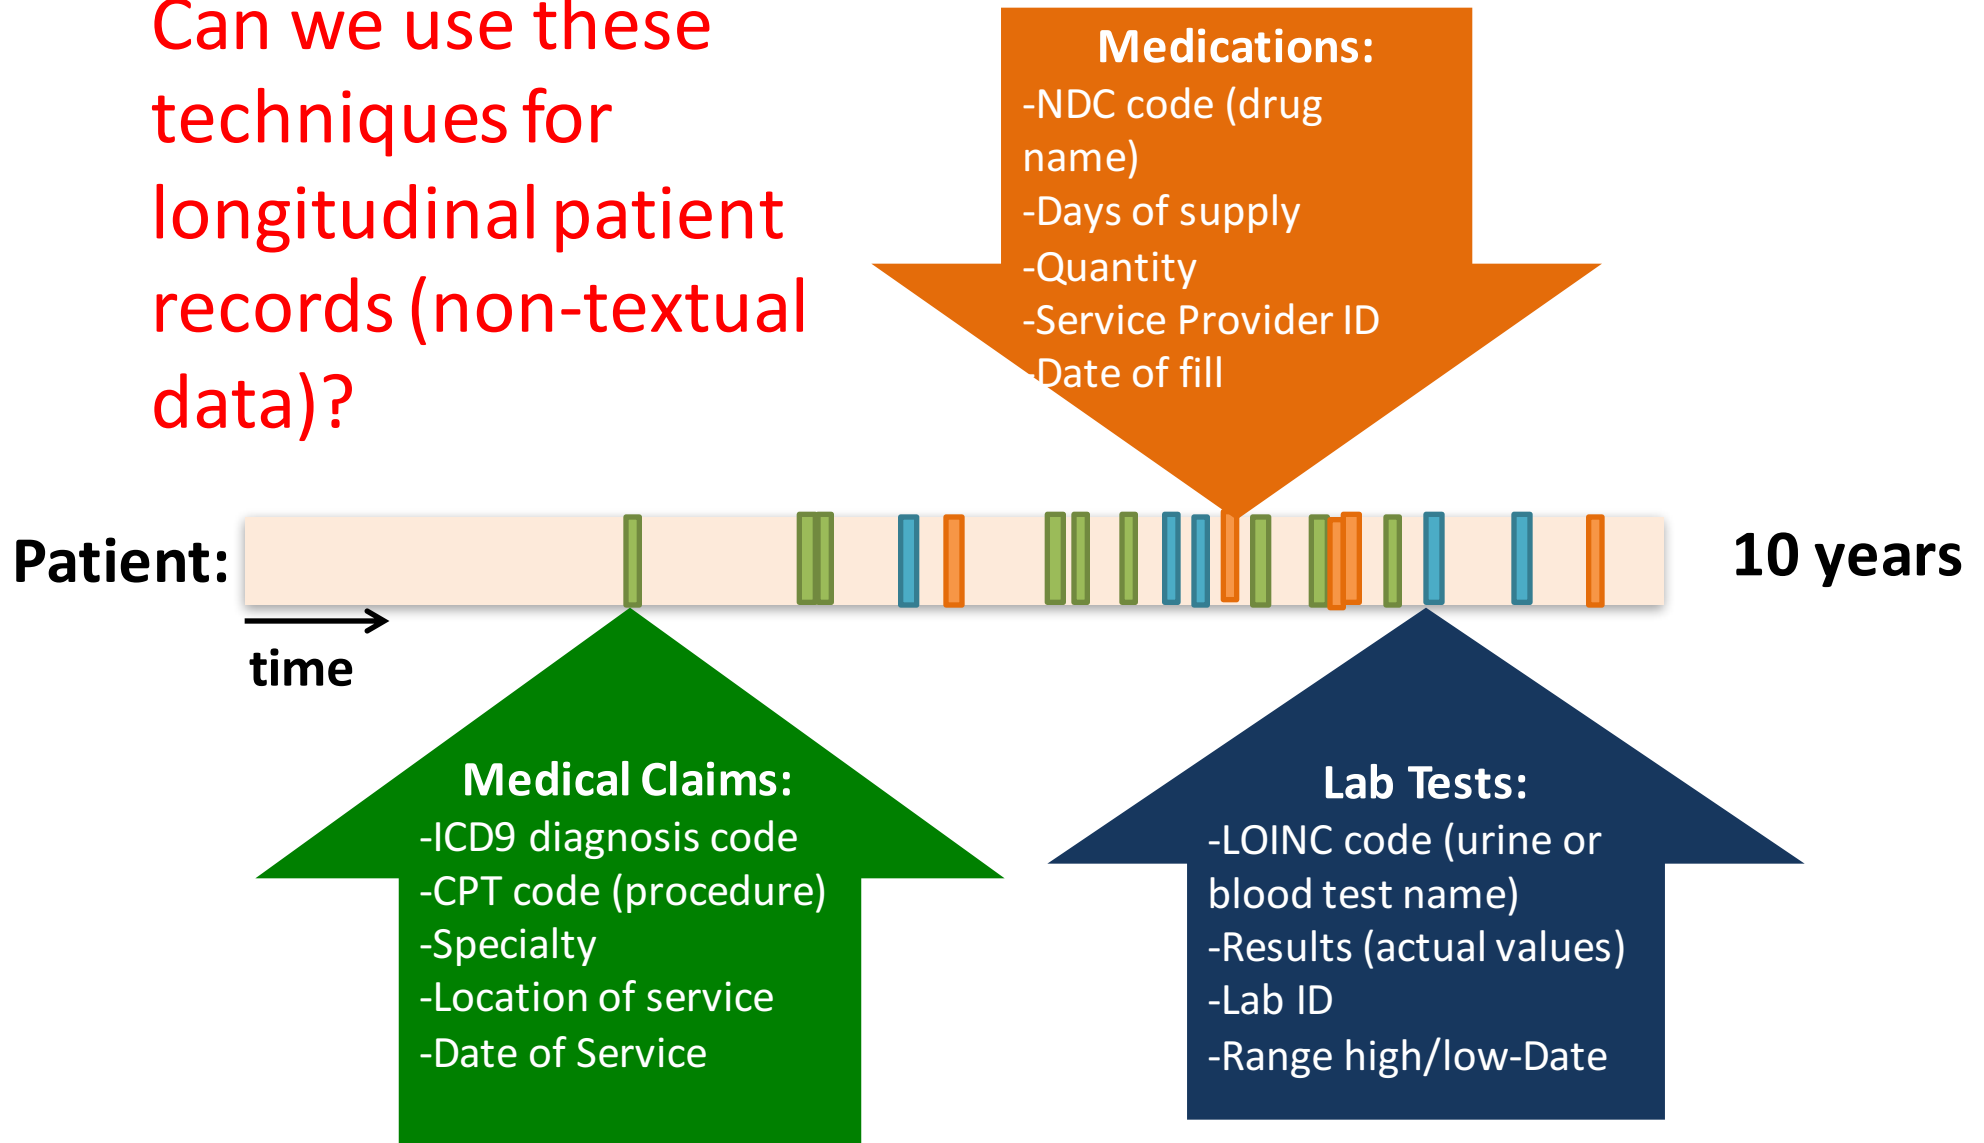 Can we use these
techniques for
longitudinal patient
records (non-textual
data)?
Medications:
-NDC code (drug
name)
-Days of supply
-Quantity
-Service Provider ID
-Date of fill
Patient:
10 years
time
Medical Claims:
-ICD9 diagnosis code
-CPT code (procedure)
-Specialty
-Location of service
-Date of Service
Lab Tests:
-LOINC code (urine or
blood test name)
-Results (actual values)
-Lab ID
-Range high/low-Date